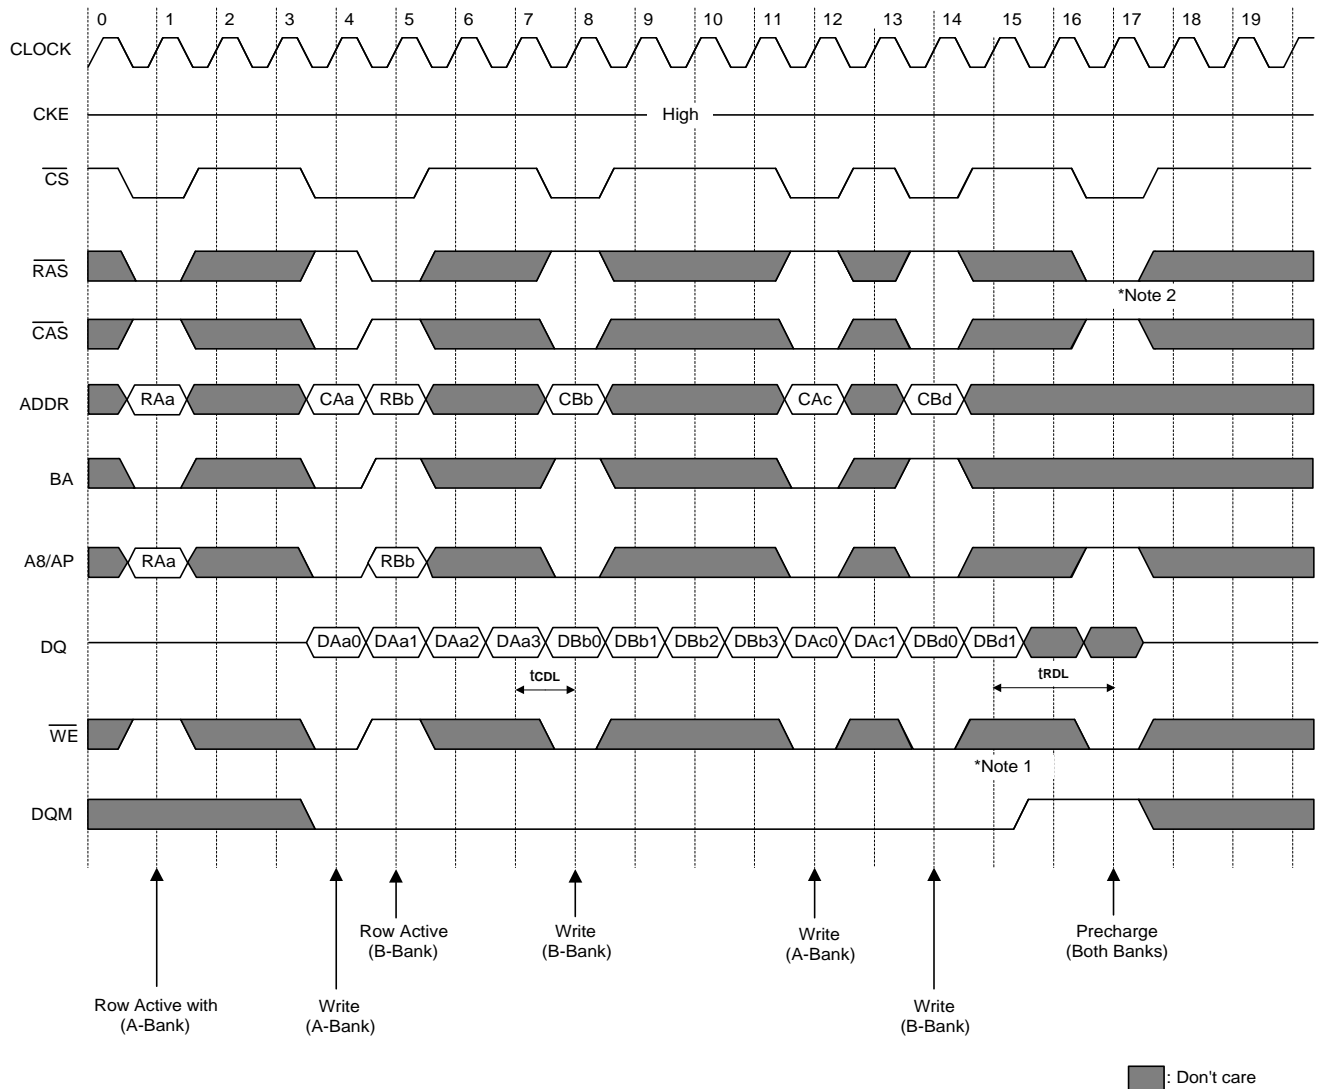 0 1 2 3 4 5 6 7 8 9 10 11 12 13 14 15 16 17 18 19
CLOCK
CKE High
CS
RAS
*Note 2
CAS
ADDR RAa CAa RBb CBb CAc CBd
BA
A8/AP RAa RBb
DQ DAa0 DAa1 DAa2 DAa3 DBb0 DBb1 DBb2 DBb3 DAc0 DAc1 DBd0 DBd1
tCDL tRDL
WE
*Note 1
DQM
Row Active
(B-Bank)
Write
(B-Bank)
Write
(A-Bank)
Precharge
(Both Banks)
Row Active with
(A-Bank)
Write
(A-Bank)
Write
(B-Bank)
: Don't care